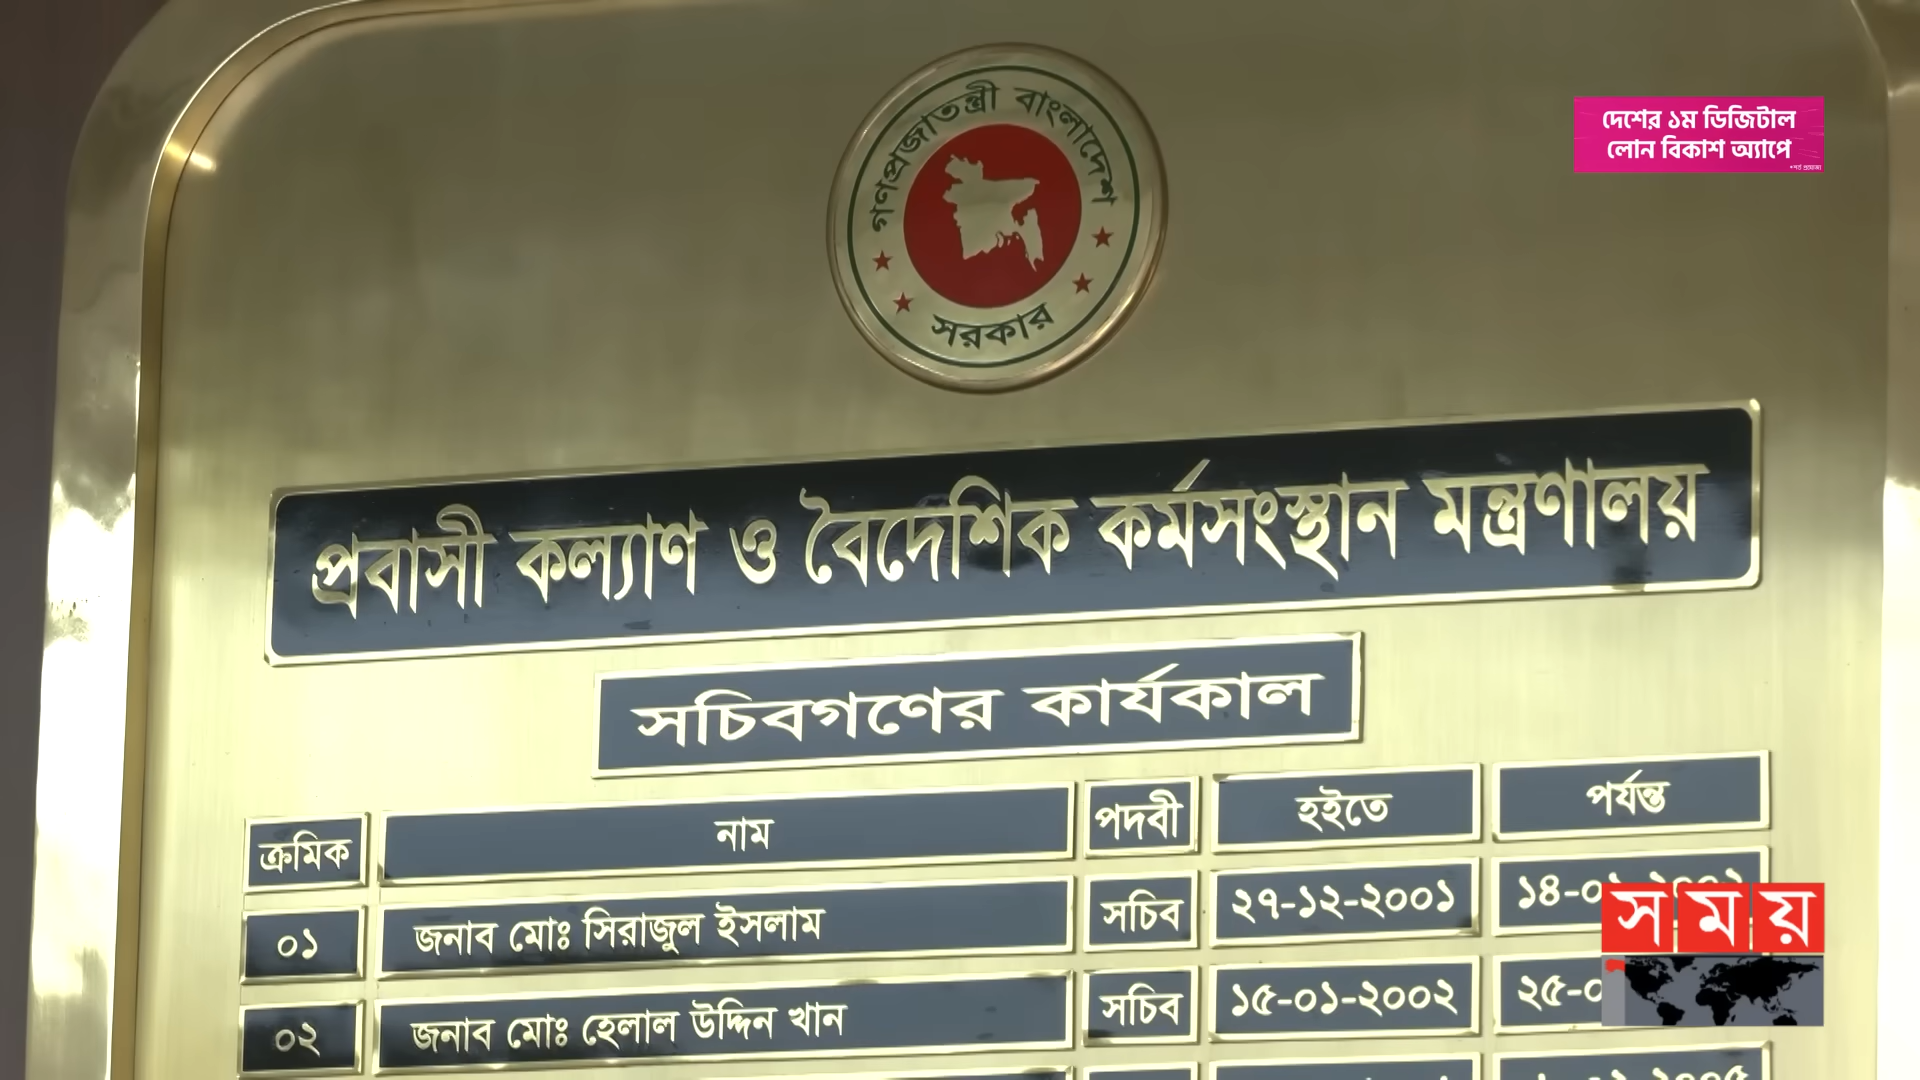 গণপ্রজাতন্ত্রী বাংলাদেশ
সরকার
দেশের ১ম ডিজিটাল
লোন বিকাশ অ্যাপে
প্রবাসী কল্যাণ ও বৈদেশিক কর্মসংস্থান মন্ত্রণালয়
সচিবগণের কার্যকাল
ক্রমিক নাম পদবী হইতে পর্যন্ত
০১ জনাব মোঃ সিরাজুল ইসলাম সচিব ২৭-১২-২০০১
০২ জনাব মোঃ হেলাল উদ্দিন খান সচিব ১৫-০১-২০০২
সময়